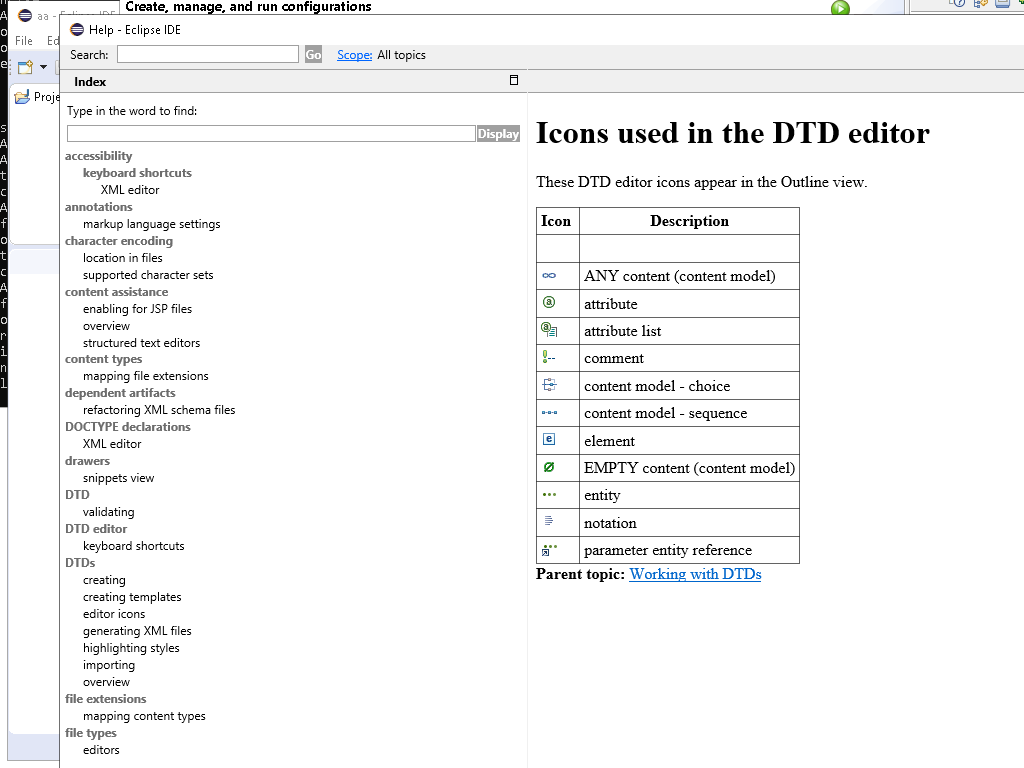 Create, manage, and run configurations
aa - Eclipse IDE
File Ed
Proje
Help - Eclipse IDE
Search:
Go
Scope: All topics
Index
Type in the word to find:
Display
accessibility
keyboard shortcuts
XML editor
annotations
markup language settings
character encoding
location in files
supported character sets
content assistance
enabling for JSP files
overview
structured text editors
content types
mapping file extensions
dependent artifacts
refactoring XML schema files
DOCTYPE declarations
XML editor
drawers
snippets view
DTD
validating
DTD editor
keyboard shortcuts
DTDs
creating
creating templates
editor icons
generating XML files
highlighting styles
importing
overview
file extensions
mapping content types
file types
editors
Icons used in the DTD editor
These DTD editor icons appear in the Outline view.
Icon Description
ANY content (content model)
attribute
attribute list
comment
content model - choice
content model - sequence
element
EMPTY content (content model)
entity
notation
parameter entity reference
Parent topic: Working with DTDs